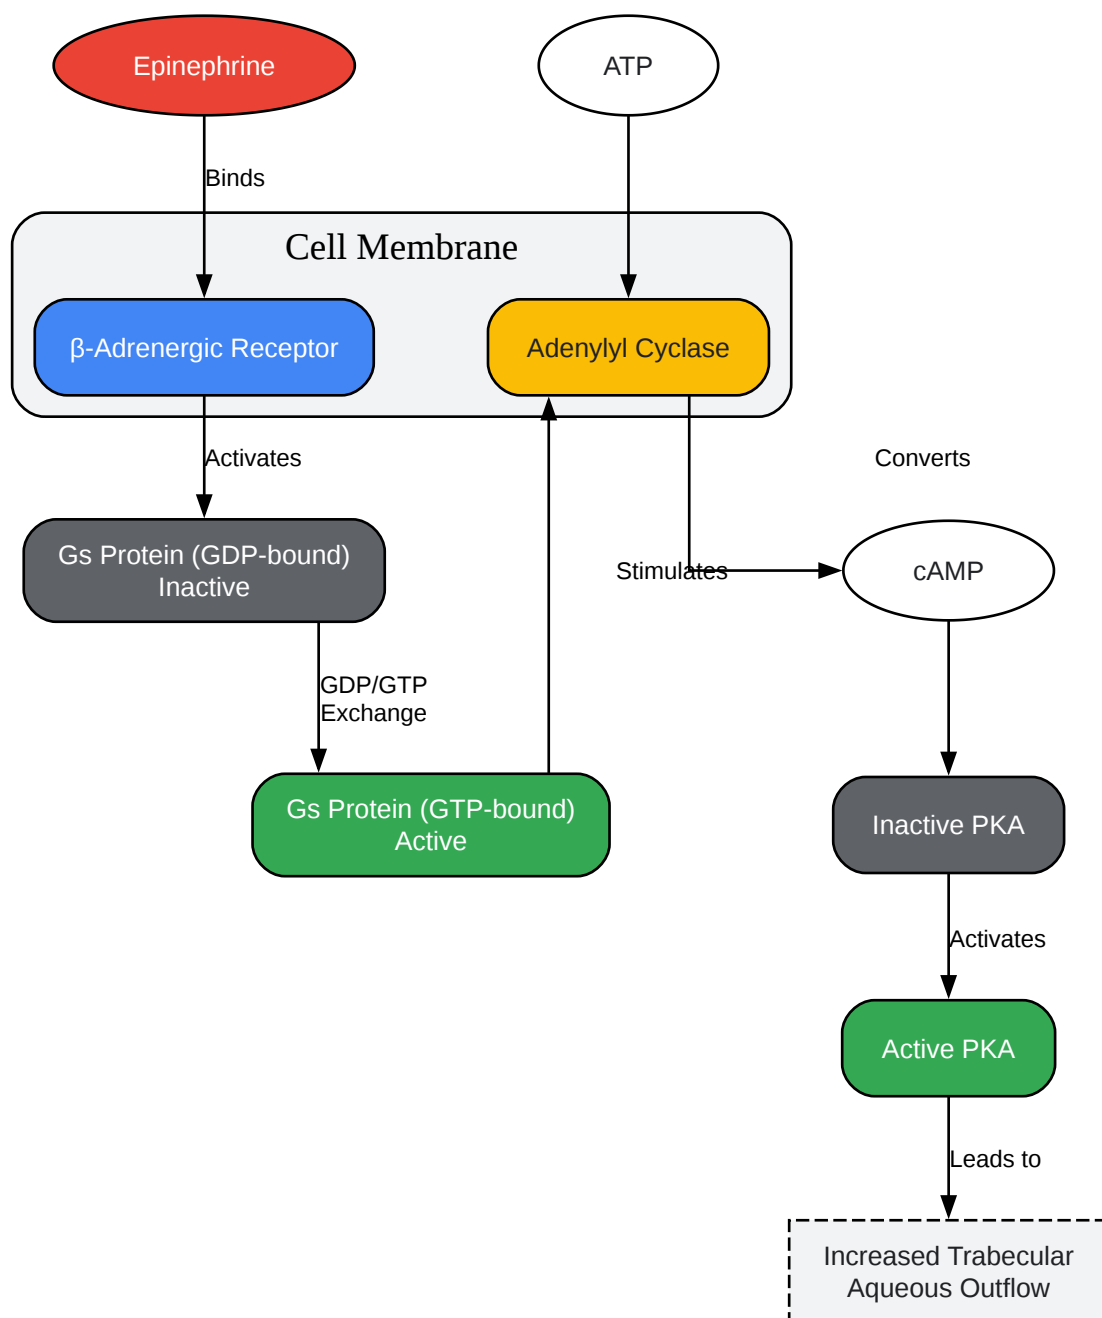 Epinephrine
ATP
Binds
Cell Membrane
β-Adrenergic Receptor
Adenylyl Cyclase
Activates
Converts
Gs Protein (GDP-bound)
Inactive
Stimulates
cAMP
GDP/GTP
Exchange
Gs Protein (GTP-bound)
Active
Inactive PKA
Activates
Active PKA
Leads to
Increased Trabecular
Aqueous Outflow